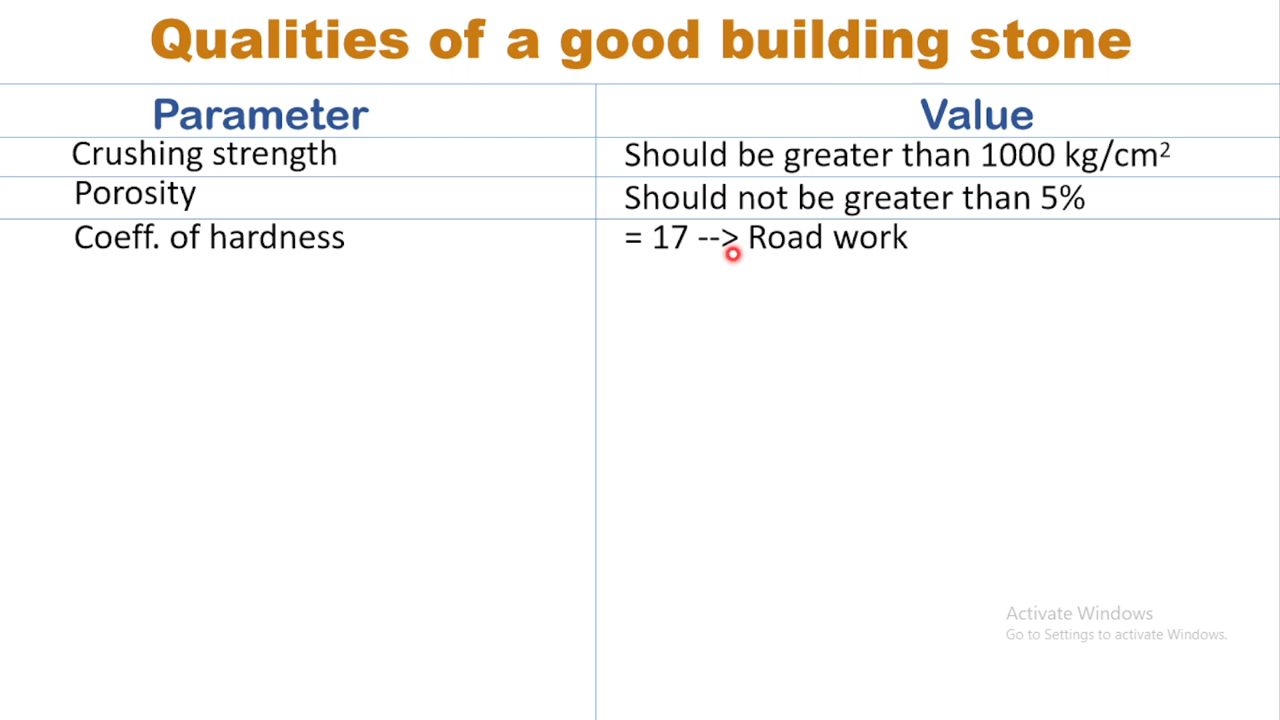 Qualities of a good building stone
Parameter Value
Crushing strength Should be greater than 1000 kg/cm²
Porosity Should not be greater than 5%
Coeff. of hardness = 17 --> Road work
Activate Windows
Go to Settings to activate Windows.